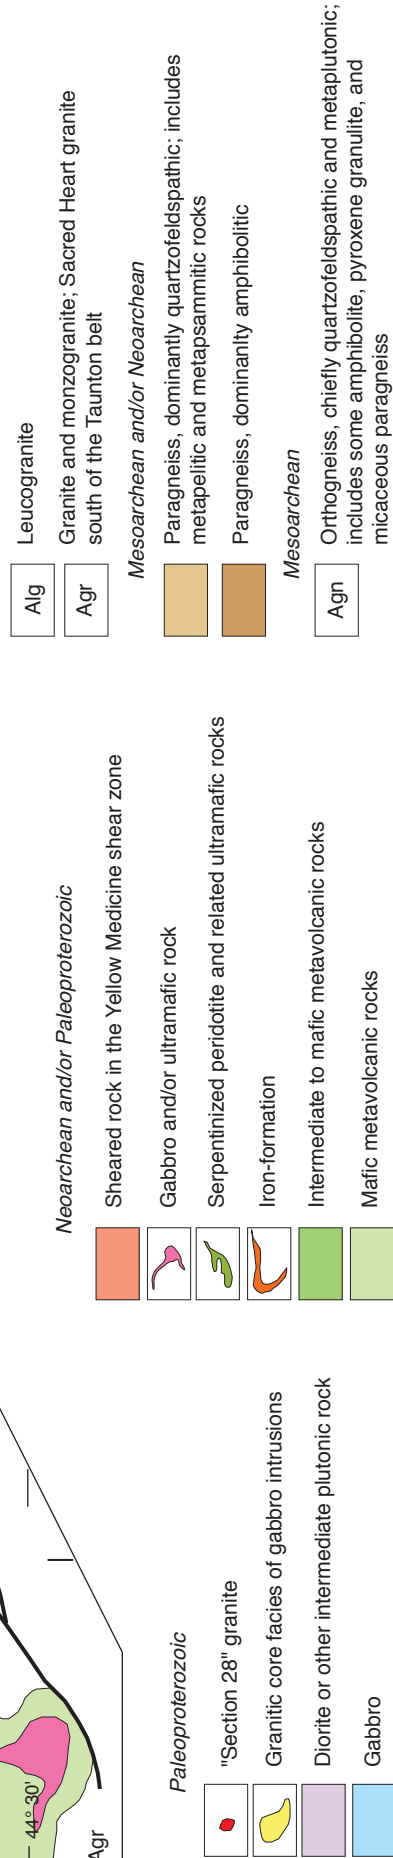 44° 30'
Agr
Paleoproterozoic
"Section 28" granite
Granitic core facies of gabbro intrusions
Diorite or other intermediate plutonic rock
Gabbro
Neoarchean and/or Paleoproterozoic
Sheared rock in the Yellow Medicine shear zone
Gabbro and/or ultramafic rock
Serpentinized peridotite and related ultramafic rocks
Iron-formation
Intermediate to mafic metavolcanic rocks
Mafic metavolcanic rocks
Alg
Leucogranite
Agr
Granite and monzogranite; Sacred Heart granite
south of the Taunton belt
Mesoarchean and/or Neoarchean
Paragneiss, dominantly quartzofeldspathic; includes
metapelitic and metapsammitic rocks
Paragneiss, dominanlty amphibolitic
Mesoarchean
Agn
Orthogneiss, chiefly quartzofeldspathic and metaplutonic;
includes some amphibolite, pyroxene granulite, and
micaceous paragneiss